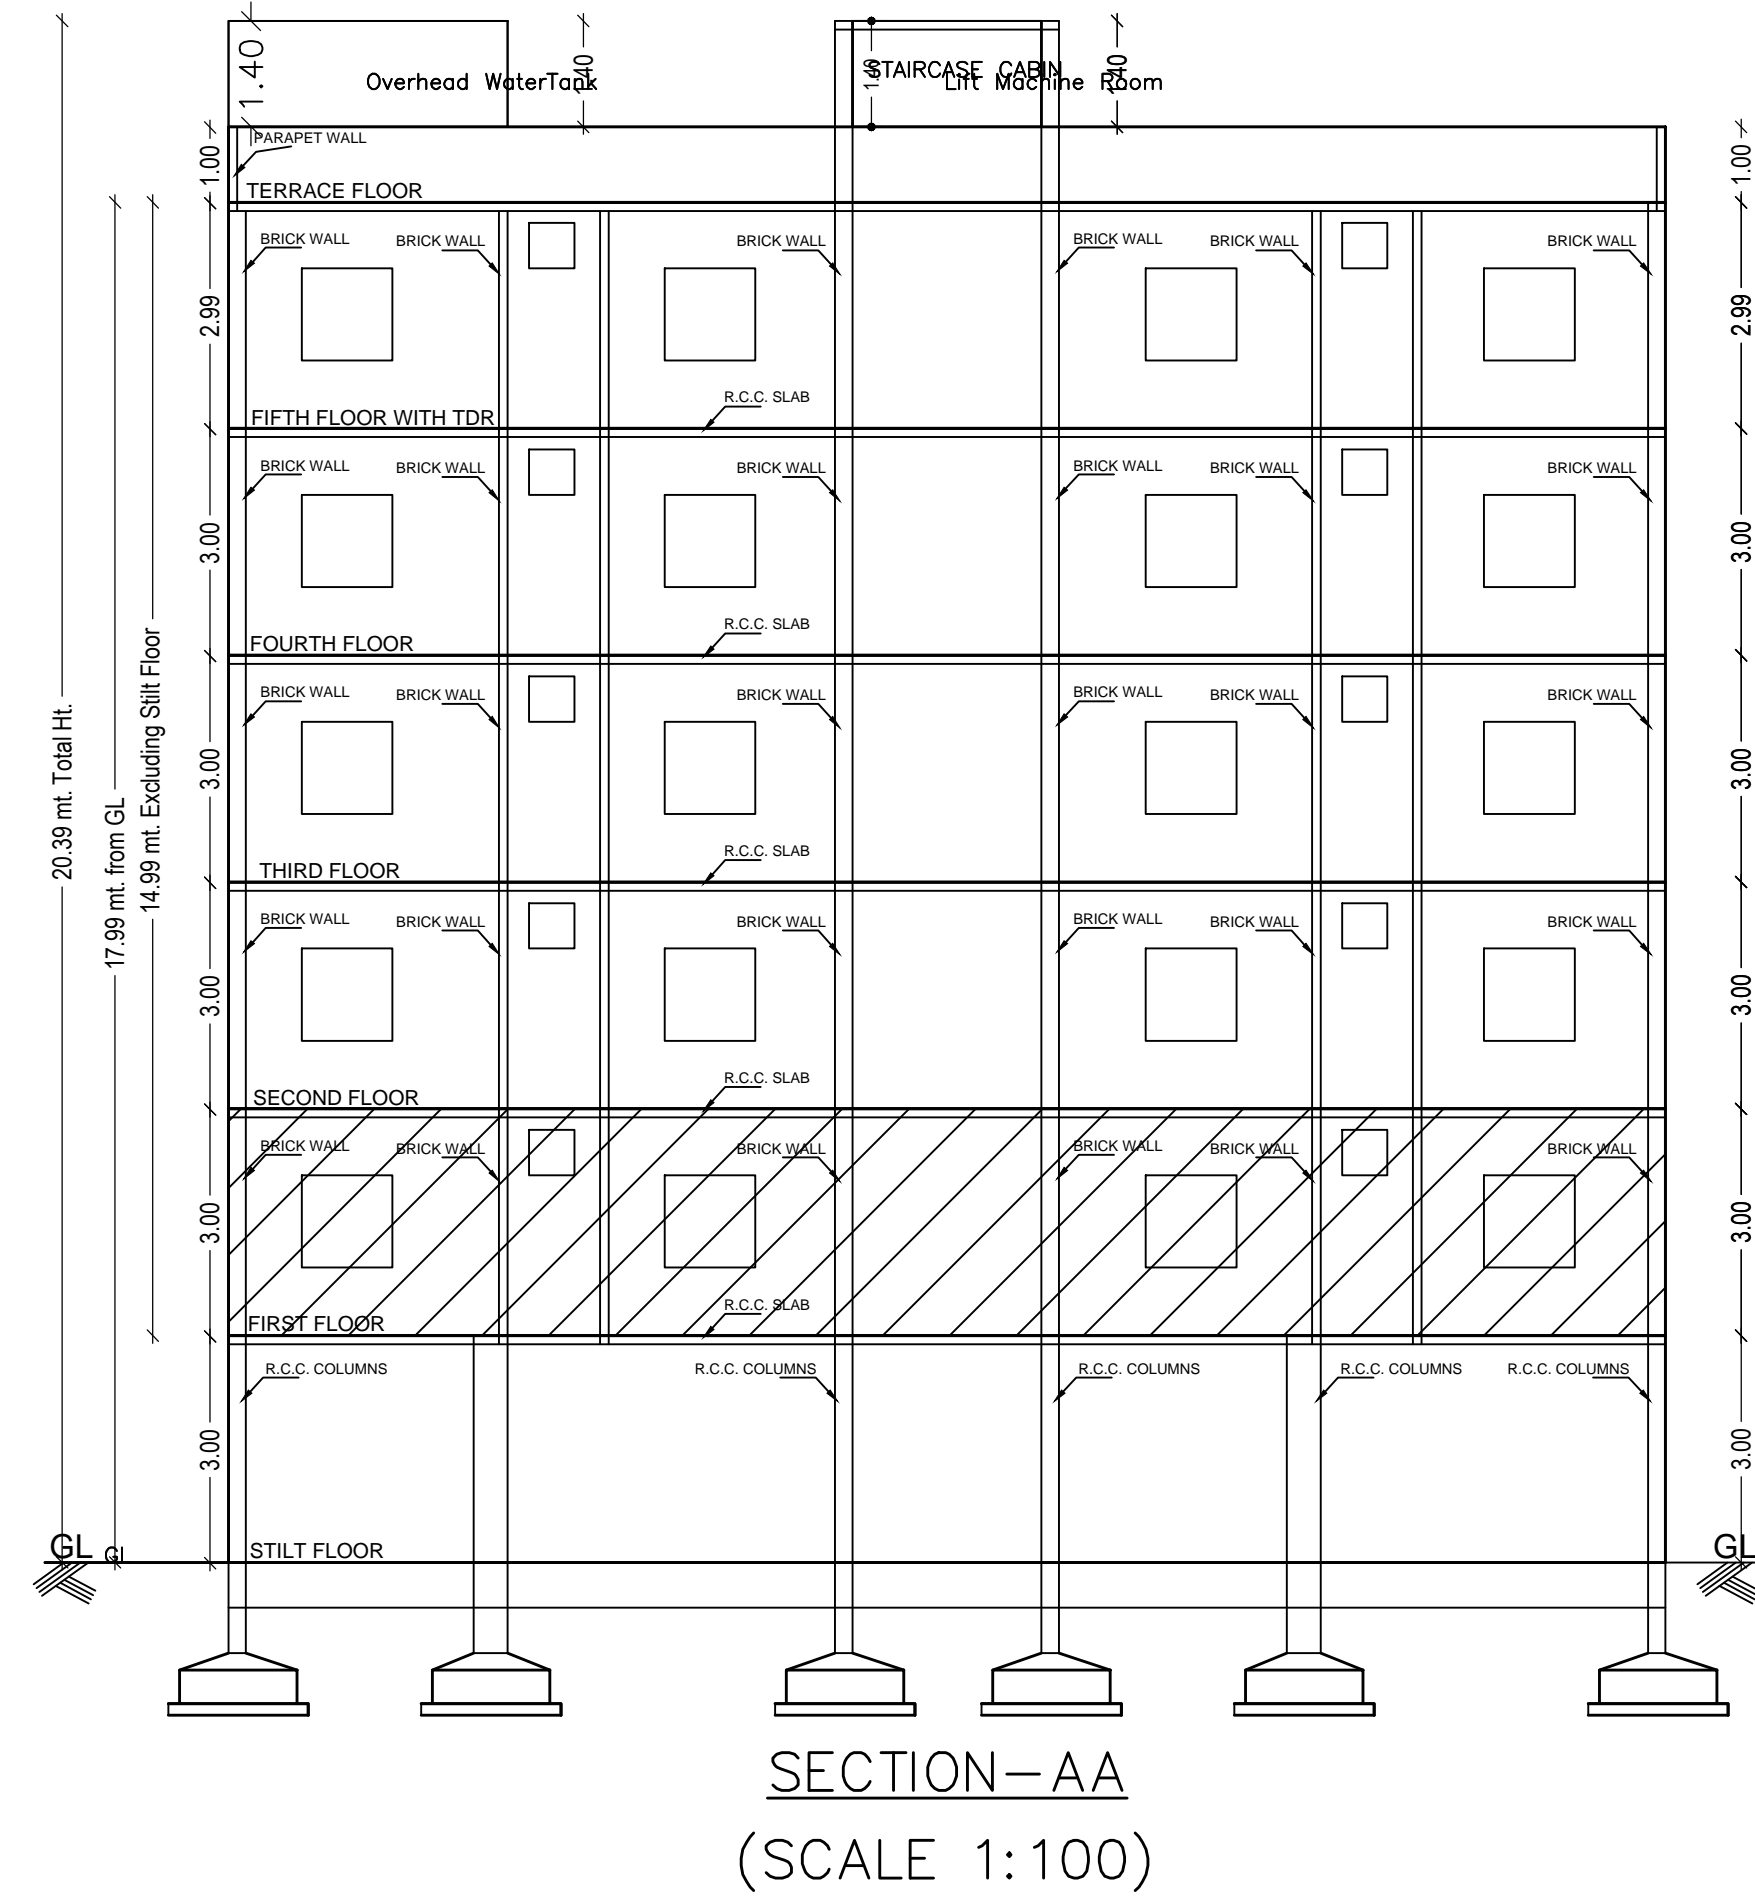 1.40
Overhead WaterTank
1.40
1.40
STAIRCASE CABIN
Lift Machine Room
1.40
PARAPET WALL
1.00
1.00
TERRACE FLOOR
BRICK WALL BRICK WALL BRICK WALL BRICK WALL BRICK WALL BRICK WALL
2.99
2.99
R.C.C. SLAB
FIFTH FLOOR WITH TDR
BRICK WALL BRICK WALL BRICK WALL BRICK WALL BRICK WALL BRICK WALL
3.00
3.00
R.C.C. SLAB
FOURTH FLOOR
BRICK WALL BRICK WALL BRICK WALL BRICK WALL BRICK WALL BRICK WALL
3.00
3.00
20.39 mt. Total Ht.
17.99 mt. from GL
14.99 mt. Excluding Stilt Floor
R.C.C. SLAB
THIRD FLOOR
BRICK WALL BRICK WALL BRICK WALL BRICK WALL BRICK WALL BRICK WALL
3.00
3.00
R.C.C. SLAB
SECOND FLOOR
BRICK WALL BRICK WALL BRICK WALL BRICK WALL BRICK WALL BRICK WALL
3.00
3.00
R.C.C. SLAB
FIRST FLOOR
R.C.C. COLUMNS R.C.C. COLUMNS R.C.C. COLUMNS R.C.C. COLUMNS R.C.C. COLUMNS
3.00
3.00
GL GL STILT FLOOR GL
SECTION-AA
(SCALE 1:100)